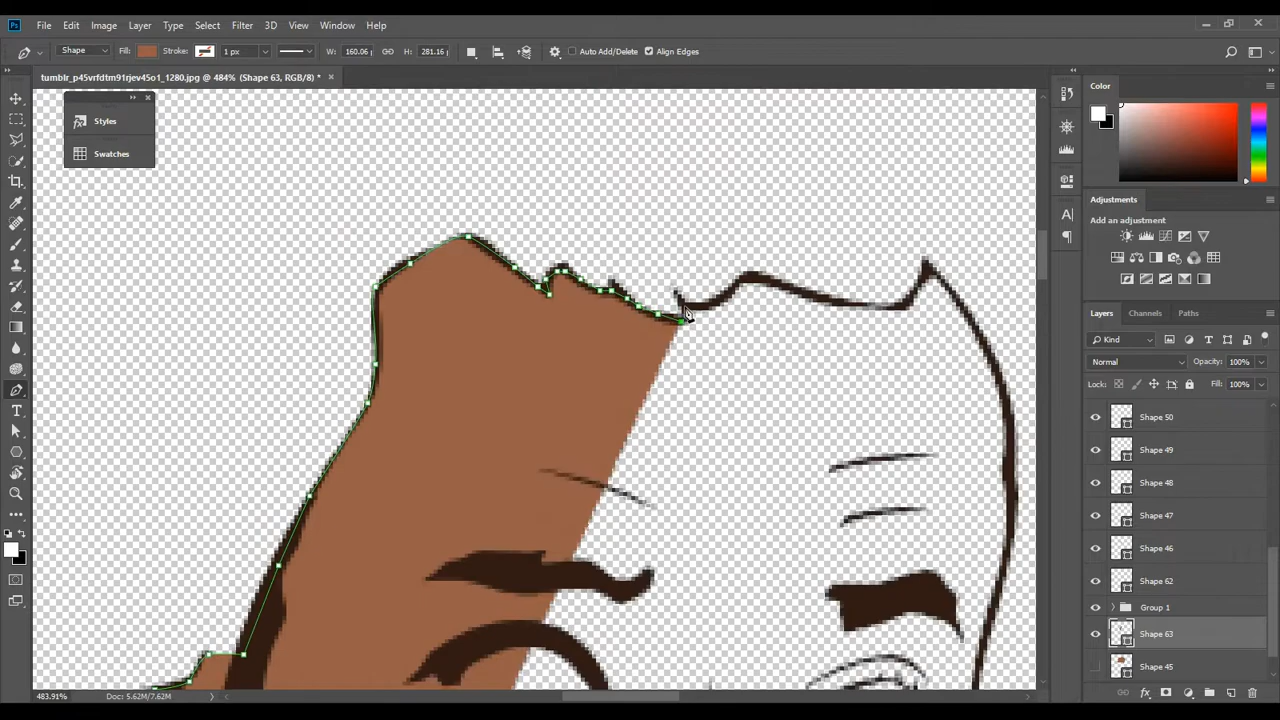 Ps File Edit Image Layer Type Select Filter 3D View Window Help
Shape Fill: Stroke: 1 px W: 160.06 p H: 281.16 p Auto Add/Delete Align Edges
tumblr_p45vrfdtm91rjev45o1_1280.jpg @ 484% (Shape 63, RGB/8) * ×
Styles
Swatches
Color
Adjustments
Add an adjustment
Layers Channels Paths
Kind
Normal Opacity: 100%
Lock: Fill: 100%
Shape 50
Shape 49
Shape 48
Shape 47
Shape 46
Shape 62
Group 1
Shape 63
Shape 45
483.91% Doc: 5.62M/7.62M